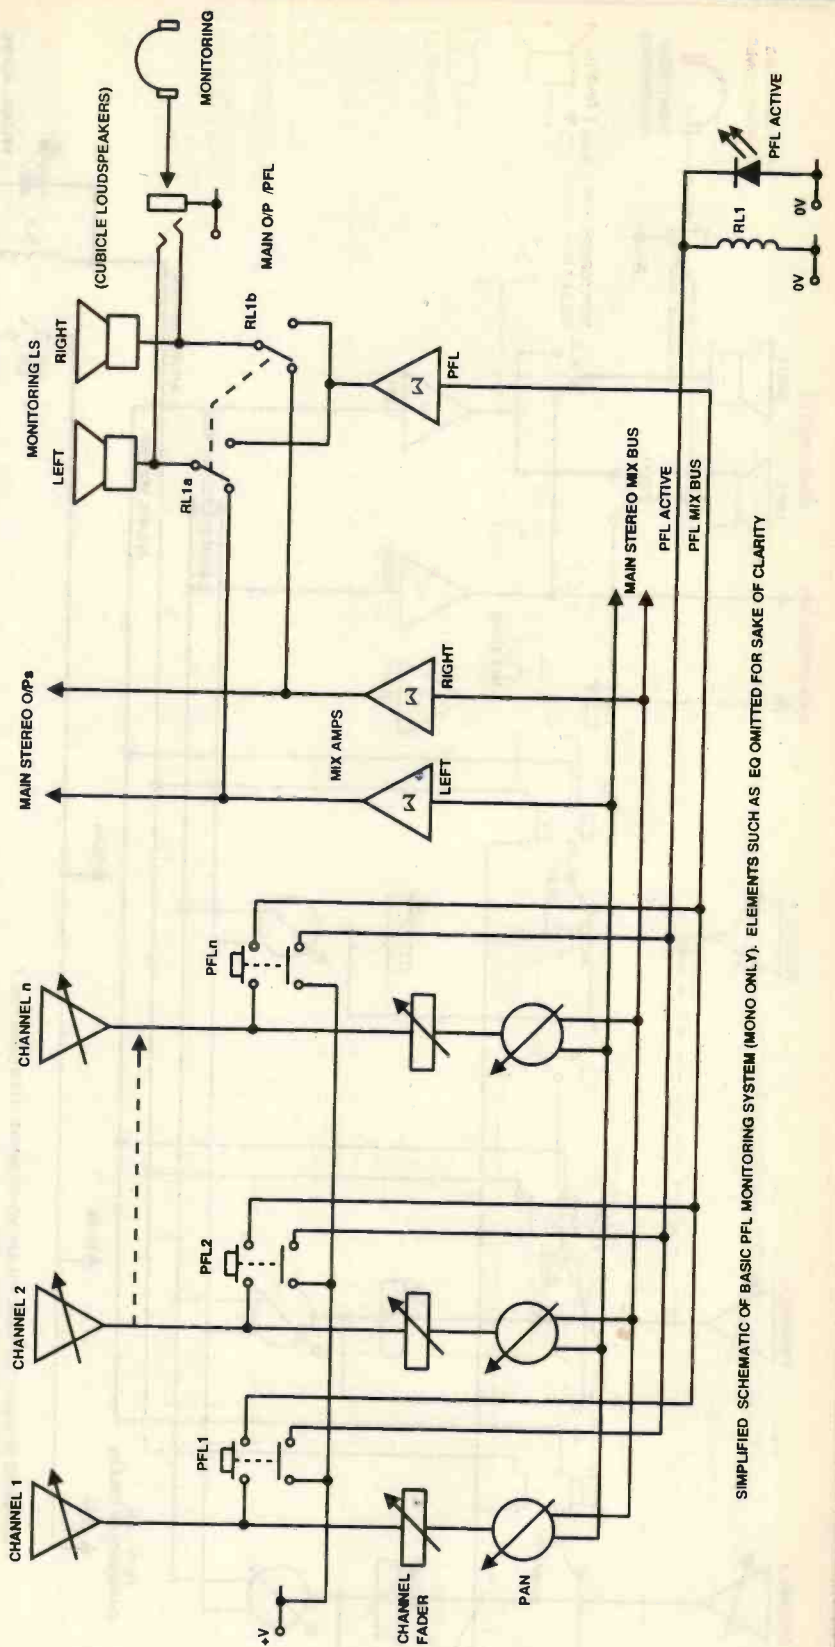 CHANNEL 1
CHANNEL 2
CHANNEL n
MAIN STEREO O/Ps
MONITORING LS
LEFT
RIGHT
(CUBICLE LOUDSPEAKERS)
MONITORING
PFL1
PFL2
PFLn
RL1a
RL1b
MAIN O/P /PFL
MIX AMPS
Σ
LEFT
Σ
RIGHT
Σ
PFL
+V
CHANNEL
FADER
PAN
MAIN STEREO MIX BUS
PFL ACTIVE
PFL MIX BUS
RL1
PFL ACTIVE
0V
0V
SIMPLIFIED SCHEMATIC OF BASIC PFL MONITORING SYSTEM (MONO ONLY). ELEMENTS SUCH AS EQ OMITTED FOR SAKE OF CLARITY